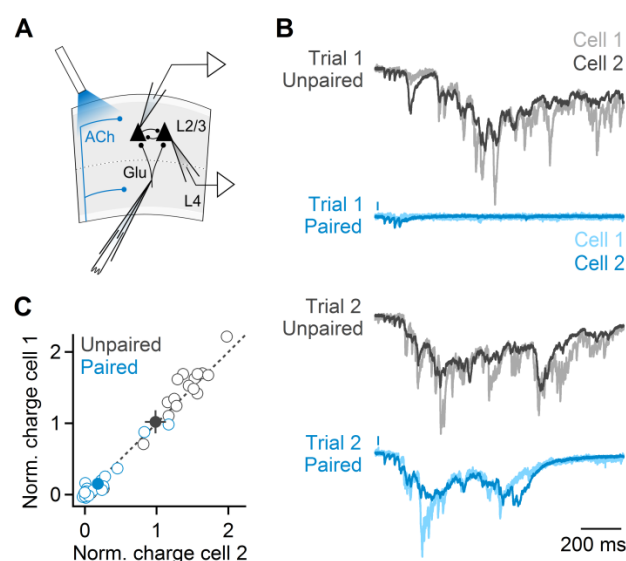 A
ACh
L2/3
Glu
L4
B
Trial 1
Unpaired
Cell 1
Cell 2
Trial 1
Paired
Cell 1
Cell 2
Trial 2
Unpaired
Trial 2
Paired
200 ms
C
Unpaired
Paired
Norm. charge cell 1
2
1
0
0
1
2
Norm. charge cell 2